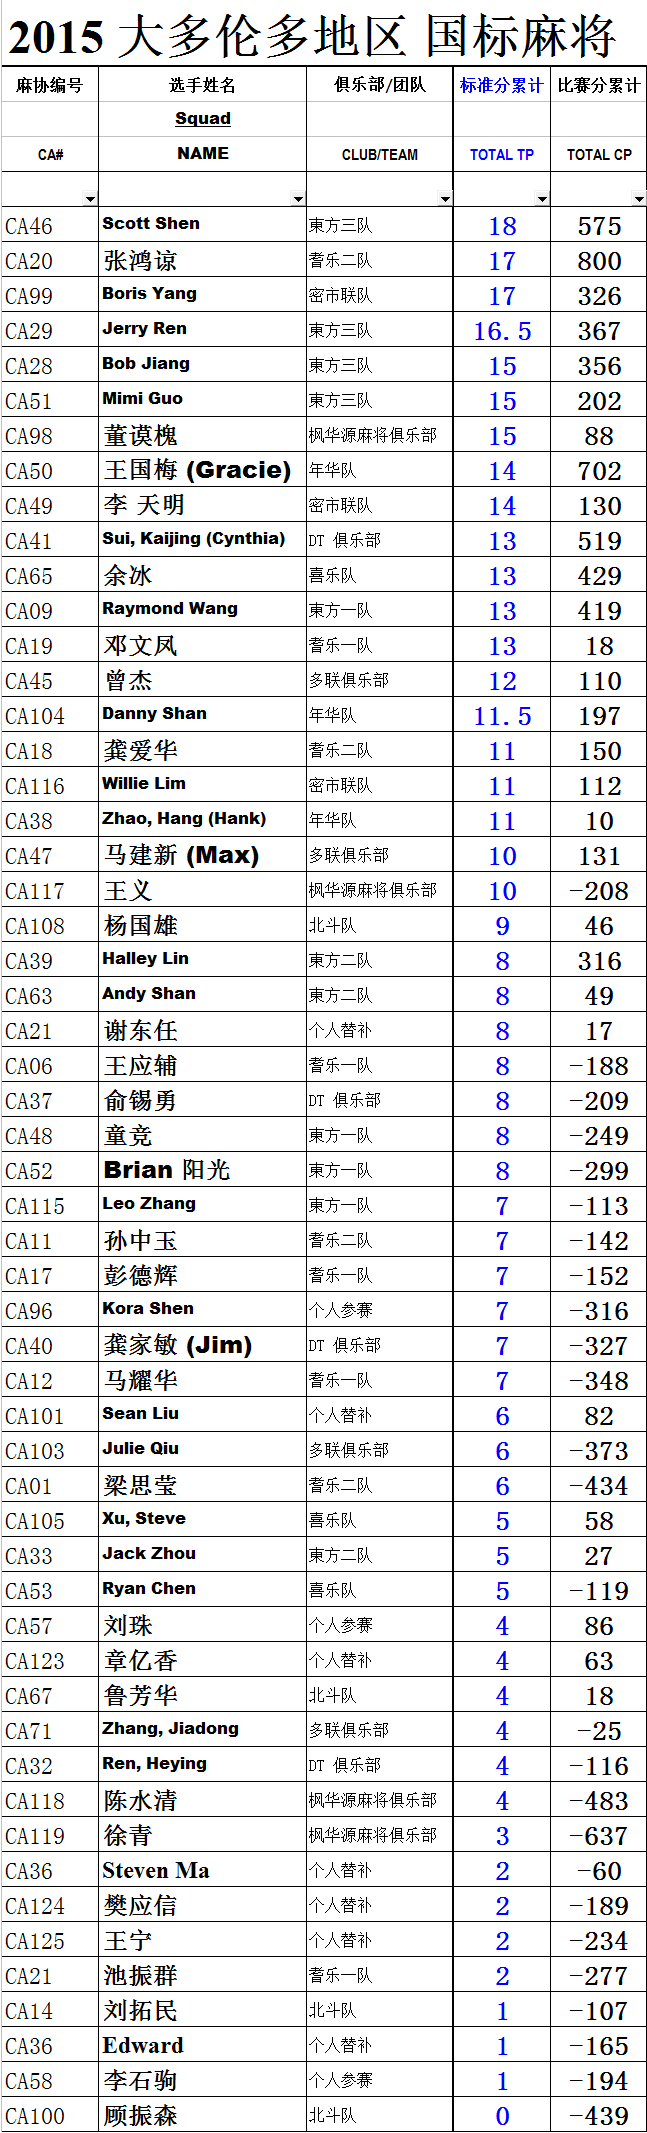 2015 大多伦多地区 国标麻将
麻协编号 选手姓名 俱乐部/团队 标准分累计 比赛分累计
Squad
CA# NAME CLUB/TEAM TOTAL TP TOTAL CP
CA46 Scott Shen 東方三队 18 575
CA20 张鸿谅 耆乐二队 17 800
CA99 Boris Yang 密市联队 17 326
CA29 Jerry Ren 東方三队 16.5 367
CA28 Bob Jiang 東方三队 15 356
CA51 Mimi Guo 東方三队 15 202
CA98 董谟槐 枫华源麻将俱乐部 15 88
CA50 王国梅 (Gracie) 年华队 14 702
CA49 李 天明 密市联队 14 130
CA41 Sui, Kaijing (Cynthia) DT 俱乐部 13 519
CA65 余冰 喜乐队 13 429
CA09 Raymond Wang 東方一队 13 419
CA19 邓文凤 耆乐一队 13 18
CA45 曾杰 多联俱乐部 12 110
CA104 Danny Shan 年华队 11.5 197
CA18 龚爱华 耆乐二队 11 150
CA116 Willie Lim 密市联队 11 112
CA38 Zhao, Hang (Hank) 年华队 11 10
CA47 马建新 (Max) 多联俱乐部 10 131
CA117 王义 枫华源麻将俱乐部 10 -208
CA108 杨国雄 北斗队 9 46
CA39 Halley Lin 東方二队 8 316
CA63 Andy Shan 東方二队 8 49
CA21 谢东任 个人替补 8 17
CA06 王应辅 耆乐一队 8 -188
CA37 俞锡勇 DT 俱乐部 8 -209
CA48 童竞 東方一队 8 -249
CA52 Brian 阳光 東方一队 8 -299
CA115 Leo Zhang 東方一队 7 -113
CA11 孙中玉 耆乐二队 7 -142
CA17 彭德辉 耆乐一队 7 -152
CA96 Kora Shen 个人参赛 7 -316
CA40 龚家敏 (Jim) DT 俱乐部 7 -327
CA12 马耀华 耆乐一队 7 -348
CA101 Sean Liu 个人替补 6 82
CA103 Julie Qiu 多联俱乐部 6 -373
CA01 梁思莹 耆乐二队 6 -434
CA105 Xu, Steve 喜乐队 5 58
CA33 Jack Zhou 東方二队 5 27
CA53 Ryan Chen 喜乐队 5 -119
CA57 刘珠 个人参赛 4 86
CA123 章亿香 个人替补 4 63
CA67 鲁芳华 北斗队 4 18
CA71 Zhang, Jiadong 多联俱乐部 4 -25
CA32 Ren, Heying DT 俱乐部 4 -116
CA118 陈水清 枫华源麻将俱乐部 4 -483
CA119 徐青 枫华源麻将俱乐部 3 -637
CA36 Steven Ma 个人替补 2 -60
CA124 樊应信 个人替补 2 -189
CA125 王宁 个人替补 2 -234
CA21 池振群 耆乐一队 2 -277
CA14 刘拓民 北斗队 1 -107
CA36 Edward 个人替补 1 -165
CA58 李石驹 个人参赛 1 -194
CA100 顾振森 北斗队 0 -439